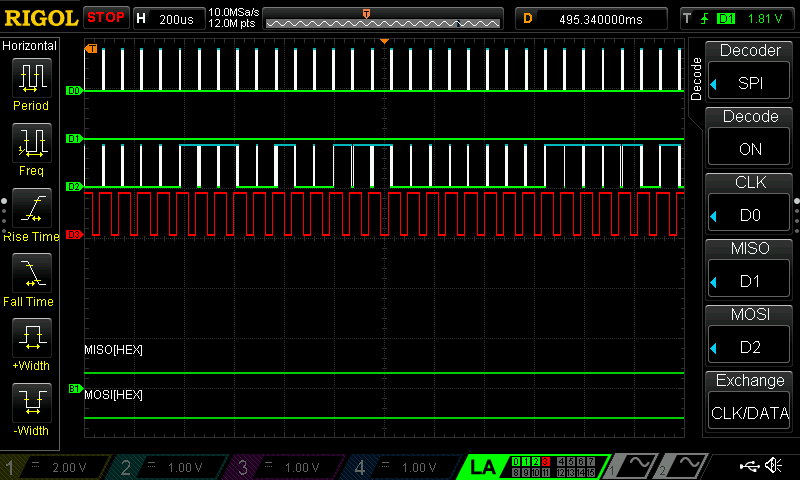 RIGOL STOP H 200us 10.0MSa/s 12.0M pts T D 495.340000ms T D1 1.81 V
Horizontal
Period
Freq
Rise Time
Fall Time
+Width
-Width
T
D0
D1
D2
D3
MISO[HEX]
B1
MOSI[HEX]
Decode
Decoder
SPI
Decode
ON
CLK
D0
MISO
D1
MOSI
D2
Exchange
CLK/DATA
1 = 2.00 V 2 = 1.00 V 3 = 1.00 V 4 = 1.00 V LA 0 1 2 3 4 5 6 7 1 2
8 9 10 11 12 13 14 15